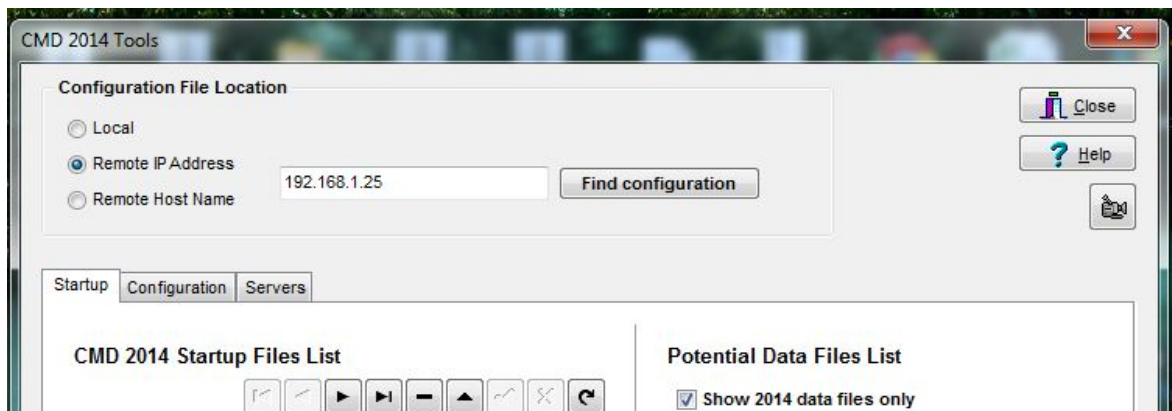 CMD 2014 Tools
Configuration File Location
Local
Remote IP Address
Remote Host Name
192.168.1.25
Find configuration
Close
Help
Startup
Configuration
Servers
CMD 2014 Startup Files List
Potential Data Files List
Show 2014 data files only